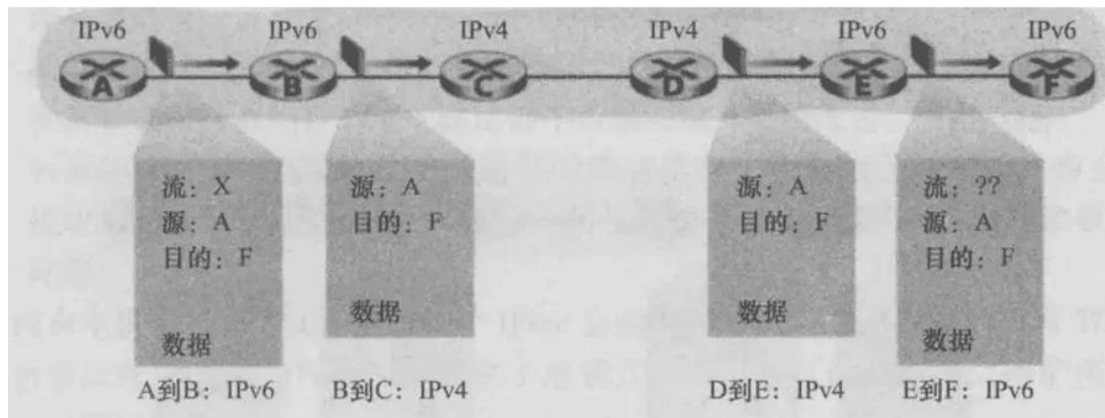 IPv6
IPv6
IPv4
IPv4
IPv6
IPv6
A
B
C
D
E
F
流：X
源：A
目的：F
数据
源：A
目的：F
数据
源：A
目的：F
数据
流：??
源：A
目的：F
数据
A到B：IPv6
B到C：IPv4
D到E：IPv4
E到F：IPv6